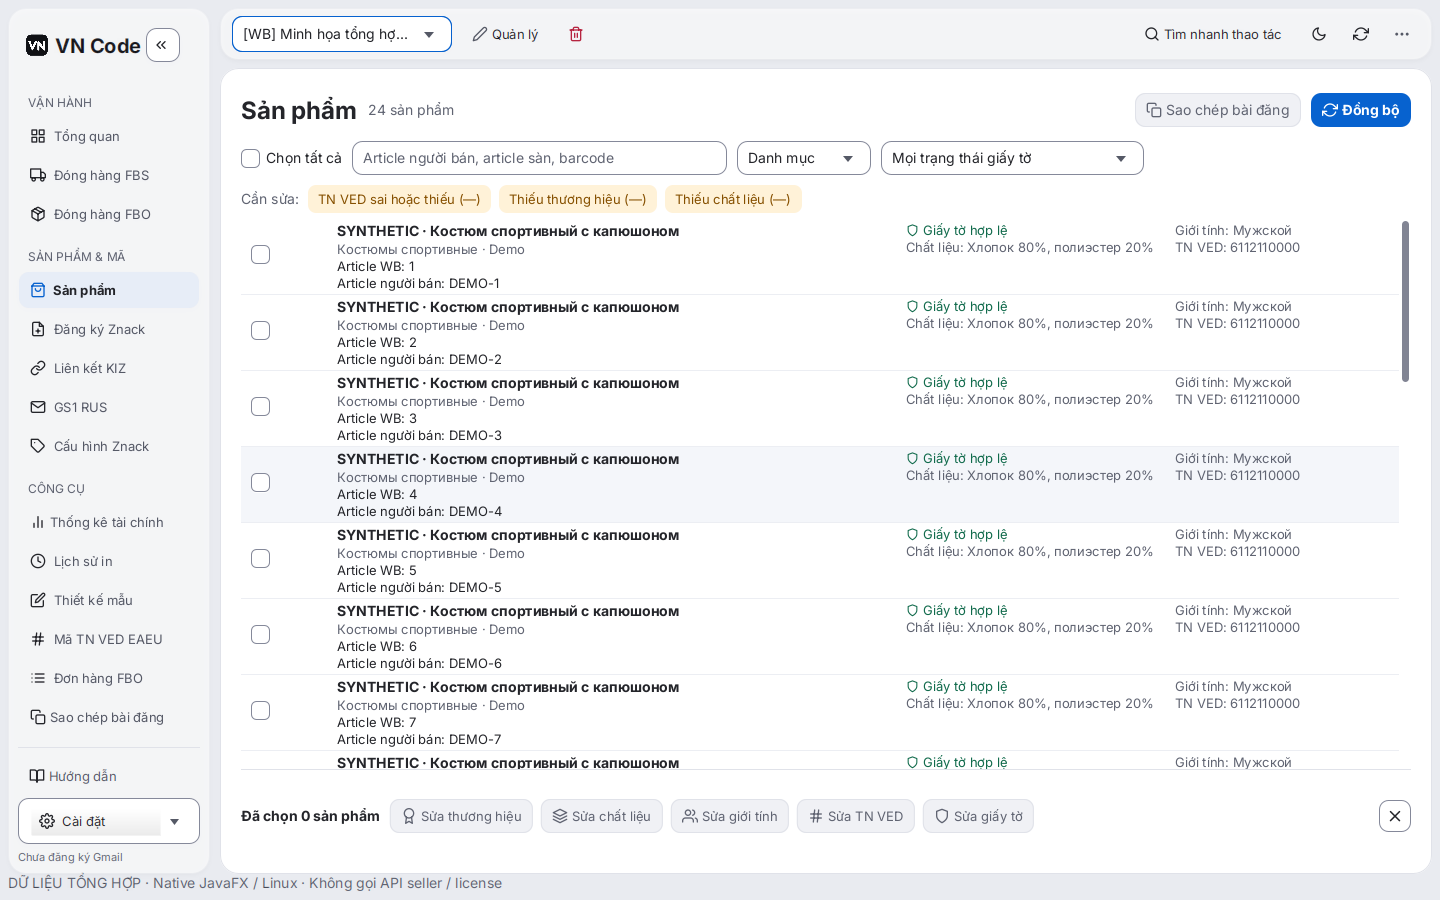 VN VN Code
VẬN HÀNH
Tổng quan
Đóng hàng FBS
Đóng hàng FBO
SẢN PHẨM & MÃ
Sản phẩm
Đăng ký Znack
Liên kết KIZ
GS1 RUS
Cấu hình Znack
CÔNG CỤ
Thống kê tài chính
Lịch sử in
Thiết kế mẫu
Mã TN VED EAEU
Đơn hàng FBO
Sao chép bài đăng
Hướng dẫn
Cài đặt
Chưa đăng ký Gmail
[WB] Minh họa tổng hợ...
Quản lý
Tìm nhanh thao tác
Sản phẩm 24 sản phẩm
Sao chép bài đăng
Đồng bộ
Chọn tất cả
Article người bán, article sàn, barcode
Danh mục
Mọi trạng thái giấy tờ
Cần sửa: TN VED sai hoặc thiếu (—) Thiếu thương hiệu (—) Thiếu chất liệu (—)
SYNTHETIC · Костюм спортивный с капюшоном
Костюмы спортивные · Demo
Article WB: 1
Article người bán: DEMO-1
Giấy tờ hợp lệ
Chất liệu: Хлопок 80%, полиэстер 20%
Giới tính: Мужской
TN VED: 6112110000
SYNTHETIC · Костюм спортивный с капюшоном
Костюмы спортивные · Demo
Article WB: 2
Article người bán: DEMO-2
Giấy tờ hợp lệ
Chất liệu: Хлопок 80%, полиэстер 20%
Giới tính: Мужской
TN VED: 6112110000
SYNTHETIC · Костюм спортивный с капюшоном
Костюмы спортивные · Demo
Article WB: 3
Article người bán: DEMO-3
Giấy tờ hợp lệ
Chất liệu: Хлопок 80%, полиэстер 20%
Giới tính: Мужской
TN VED: 6112110000
SYNTHETIC · Костюм спортивный с капюшоном
Костюмы спортивные · Demo
Article WB: 4
Article người bán: DEMO-4
Giấy tờ hợp lệ
Chất liệu: Хлопок 80%, полиэстер 20%
Giới tính: Мужской
TN VED: 6112110000
SYNTHETIC · Костюм спортивный с капюшоном
Костюмы спортивные · Demo
Article WB: 5
Article người bán: DEMO-5
Giấy tờ hợp lệ
Chất liệu: Хлопок 80%, полиэстер 20%
Giới tính: Мужской
TN VED: 6112110000
SYNTHETIC · Костюм спортивный с капюшоном
Костюмы спортивные · Demo
Article WB: 6
Article người bán: DEMO-6
Giấy tờ hợp lệ
Chất liệu: Хлопок 80%, полиэстер 20%
Giới tính: Мужской
TN VED: 6112110000
SYNTHETIC · Костюм спортивный с капюшоном
Костюмы спортивные · Demo
Article WB: 7
Article người bán: DEMO-7
Giấy tờ hợp lệ
Chất liệu: Хлопок 80%, полиэстер 20%
Giới tính: Мужской
TN VED: 6112110000
SYNTHETIC · Костюм спортивный с капюшоном
Giấy tờ hợp lệ
Giới tính: Мужской
Đã chọn 0 sản phẩm
Sửa thương hiệu
Sửa chất liệu
Sửa giới tính
Sửa TN VED
Sửa giấy tờ
DỮ LIỆU TỔNG HỢP · Native JavaFX / Linux · Không gọi API seller / license